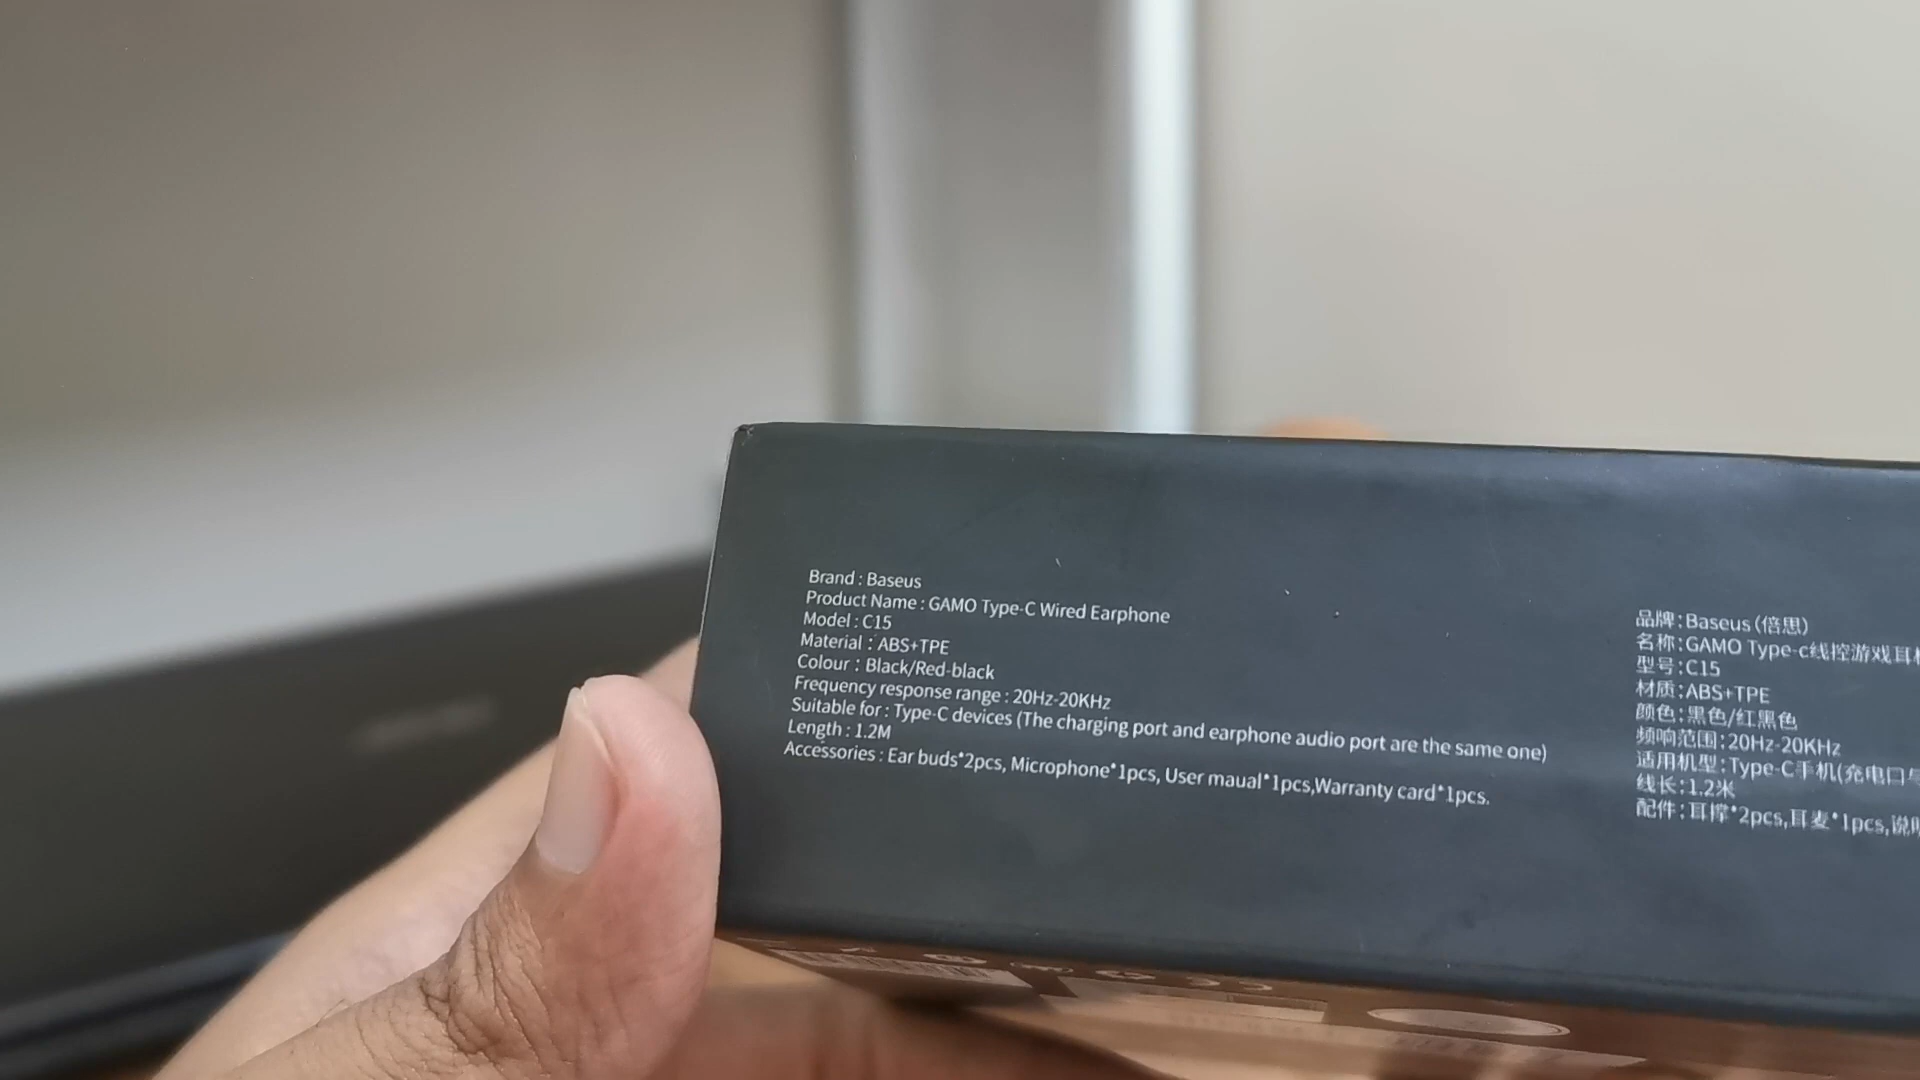 Brand : Baseus
Product Name : GAMO Type-C Wired Earphone
Model : C15
Material : ABS+TPE
Colour : Black/Red-black
Frequency response range : 20Hz-20KHz
Suitable for : Type-C devices (The charging port and earphone audio port are the same one)
Length : 1.2M
Accessories : Ear buds*2pcs, Microphone*1pcs, User maual*1pcs,Warranty card*1pcs.
品牌:Baseus (倍思)
名称:GAMO Type-c线控游戏耳
型号:C15
材质:ABS+TPE
颜色:黑色/红黑色
频响范围:20Hz-20KHz
适用机型:Type-C手机(充电口与
线长:1.2米
配件:耳撑*2pcs,耳麦*1pcs,说